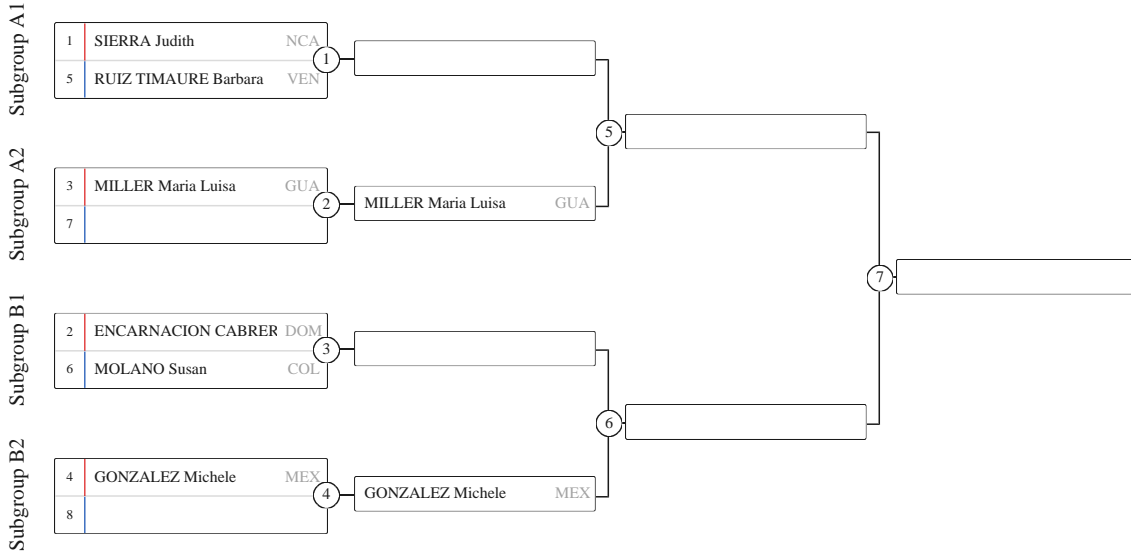 Subgroup A1
1 SIERRA Judith NCA
5 RUIZ TIMAURE Barbara VEN
1
5
Subgroup A2
3 MILLER Maria Luisa GUA
7
2
MILLER Maria Luisa GUA
7
Subgroup B1
2 ENCARNACION CABRER DOM
6 MOLANO Susan COL
3
6
Subgroup B2
4 GONZALEZ Michele MEX
8
4
GONZALEZ Michele MEX